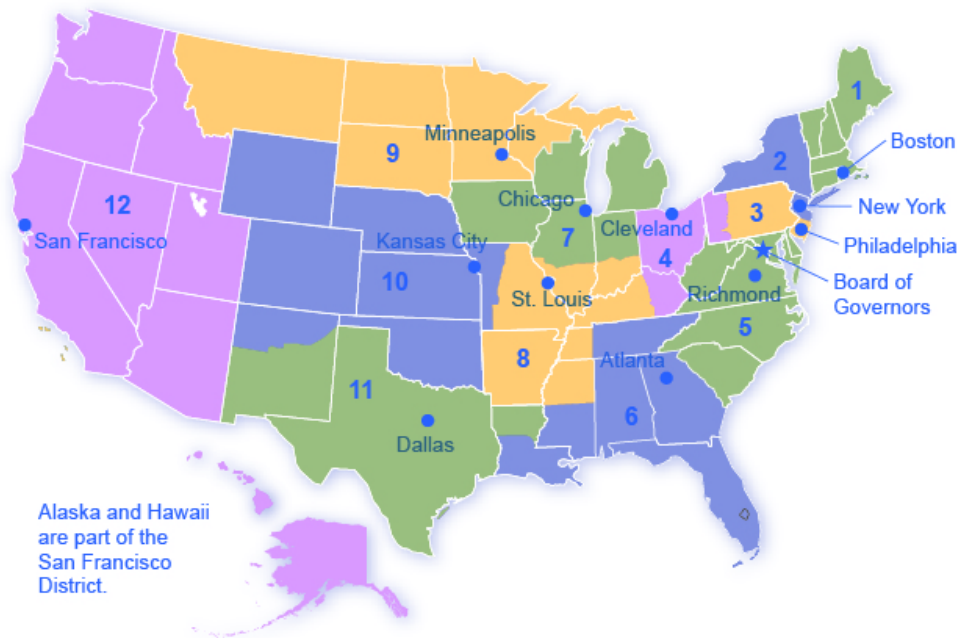 1
Boston
2
New York
Minneapolis
9
Chicago
12
3
Philadelphia
San Francisco
Kansas City
7
Cleveland
4
Board of
Governors
10
St. Louis
Richmond
5
8
Atlanta
11
6
Dallas
Alaska and Hawaii
are part of the
San Francisco
District.